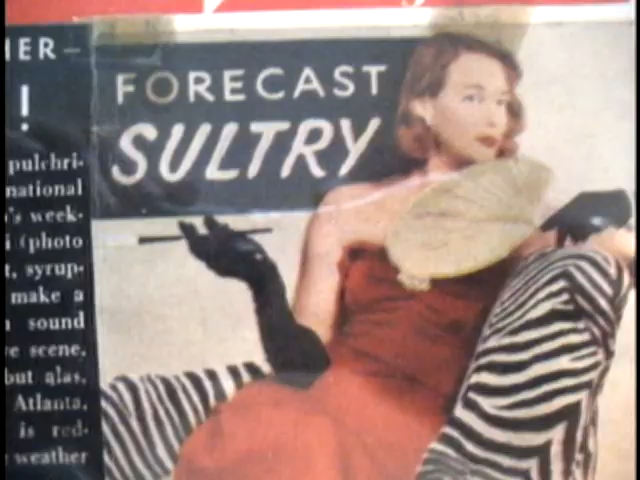 HER—
!
FORECAST
SULTRY
pulchri-
national
's week-
(photo
t, syrup-
make a
sound
e scene,
but alas,
Atlanta,
is red-
weather